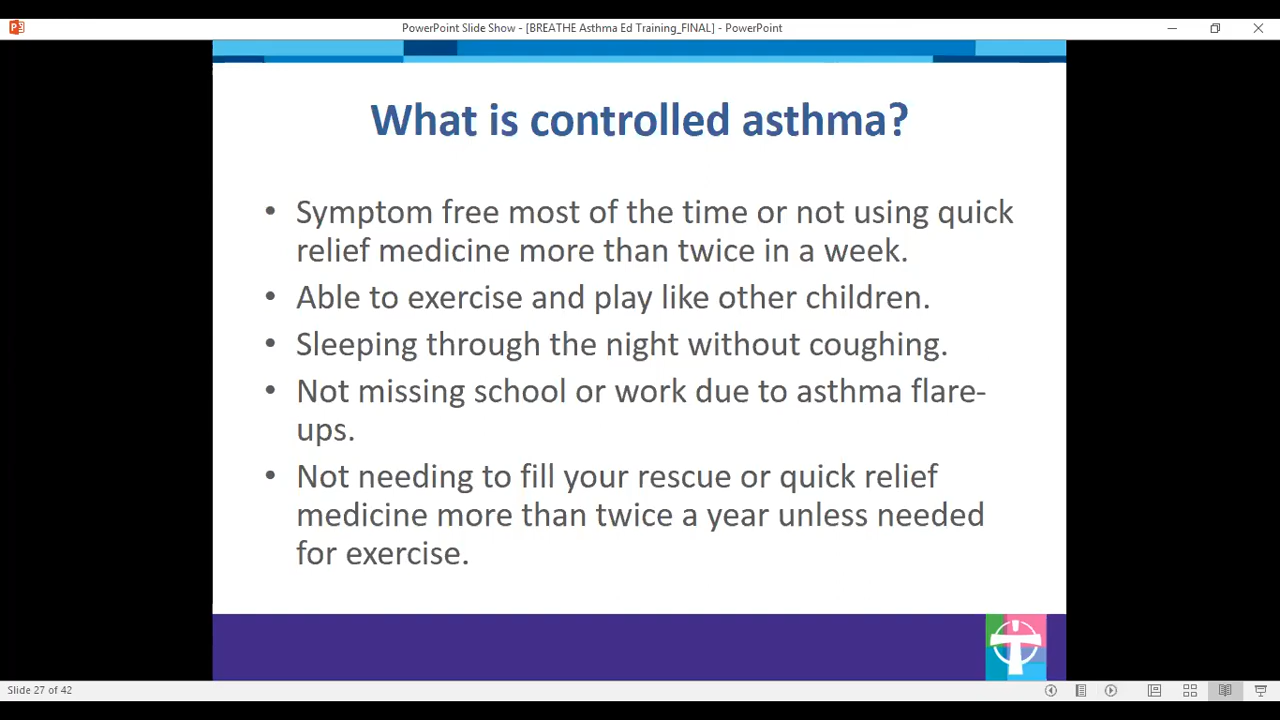 PowerPoint Slide Show - [BREATHE Asthma Ed Training_FINAL] - PowerPoint
What is controlled asthma?
• Symptom free most of the time or not using quick
relief medicine more than twice in a week.
• Able to exercise and play like other children.
• Sleeping through the night without coughing.
• Not missing school or work due to asthma flare-
ups.
• Not needing to fill your rescue or quick relief
medicine more than twice a year unless needed
for exercise.
Slide 27 of 42